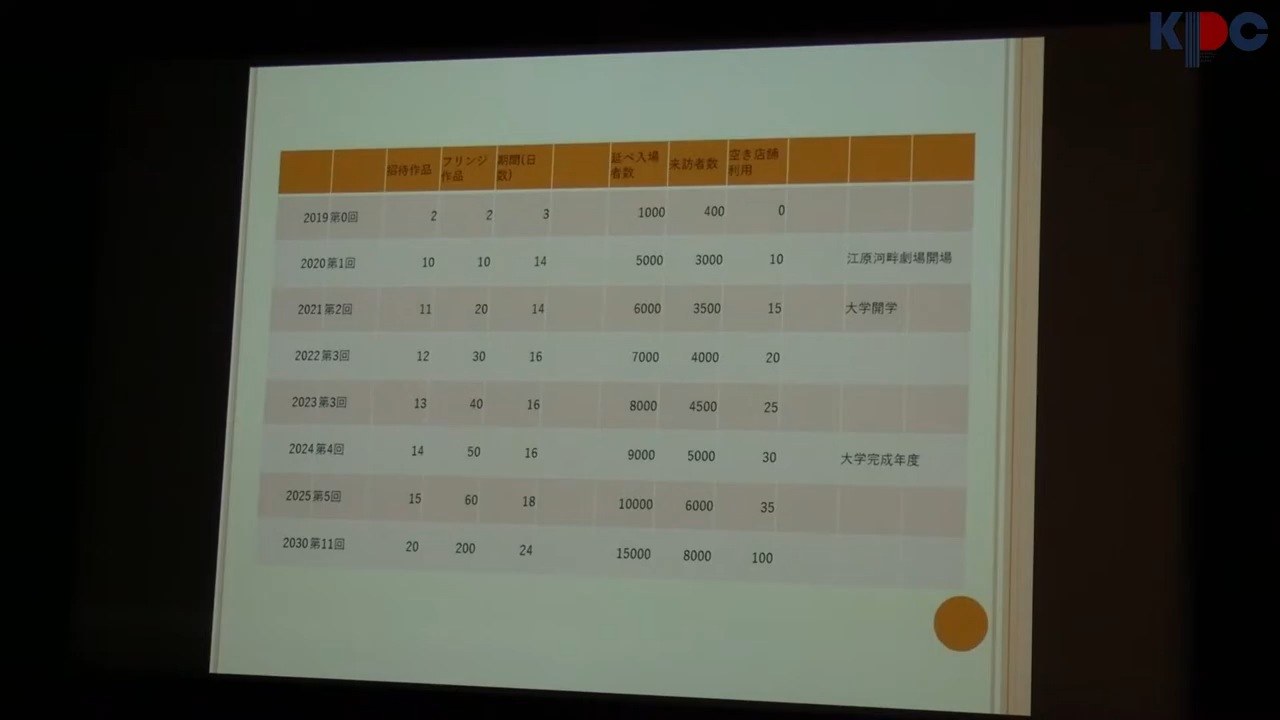 KPC
招待作品 フリンジ作品 期間(日数) 延べ入場者数 来訪者数 空き店舗利用
2019第0回 2 2 3 1000 400 0
2020第1回 10 10 14 5000 3000 10 江原河畔劇場開場
2021第2回 11 20 14 6000 3500 15 大学開学
2022第3回 12 30 16 7000 4000 20
2023第3回 13 40 16 8000 4500 25
2024第4回 14 50 16 9000 5000 30 大学完成年度
2025第5回 15 60 18 10000 6000 35
2030第11回 20 200 24 15000 8000 100